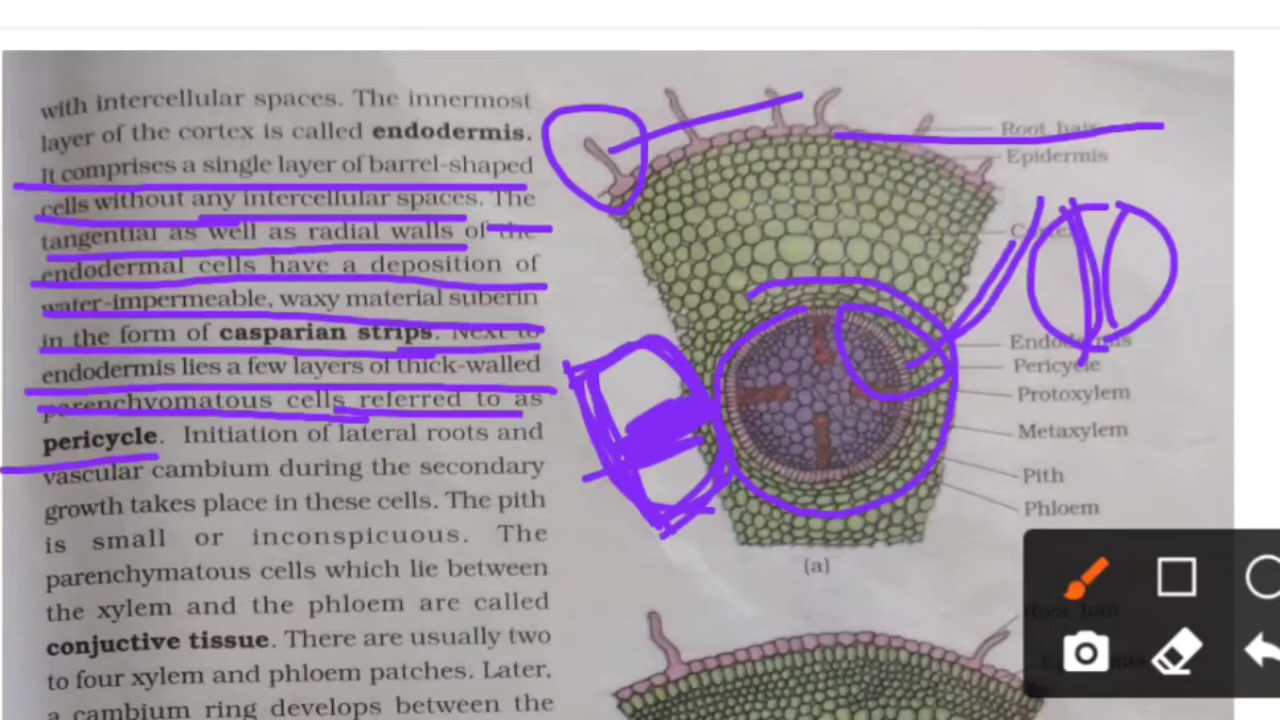 with intercellular spaces. The innermost
layer of the cortex is called endodermis.
It comprises a single layer of barrel-shaped
cells without any intercellular spaces. The
tangential as well as radial walls of the
endodermal cells have a deposition of
water-impermeable, waxy material suberin
in the form of casparian strips. Next to
endodermis lies a few layers of thick-walled
parenchyomatous cells referred to as
pericycle. Initiation of lateral roots and
vascular cambium during the secondary
growth takes place in these cells. The pith
is small or inconspicuous. The
parenchymatous cells which lie between
the xylem and the phloem are called
conjuctive tissue. There are usually two
to four xylem and phloem patches. Later,
a cambium ring develops between the
Root hair
Epidermis
Cortex
Endodermis
Pericycle
Protoxylem
Metaxylem
Pith
Phloem
(a)
Root hair